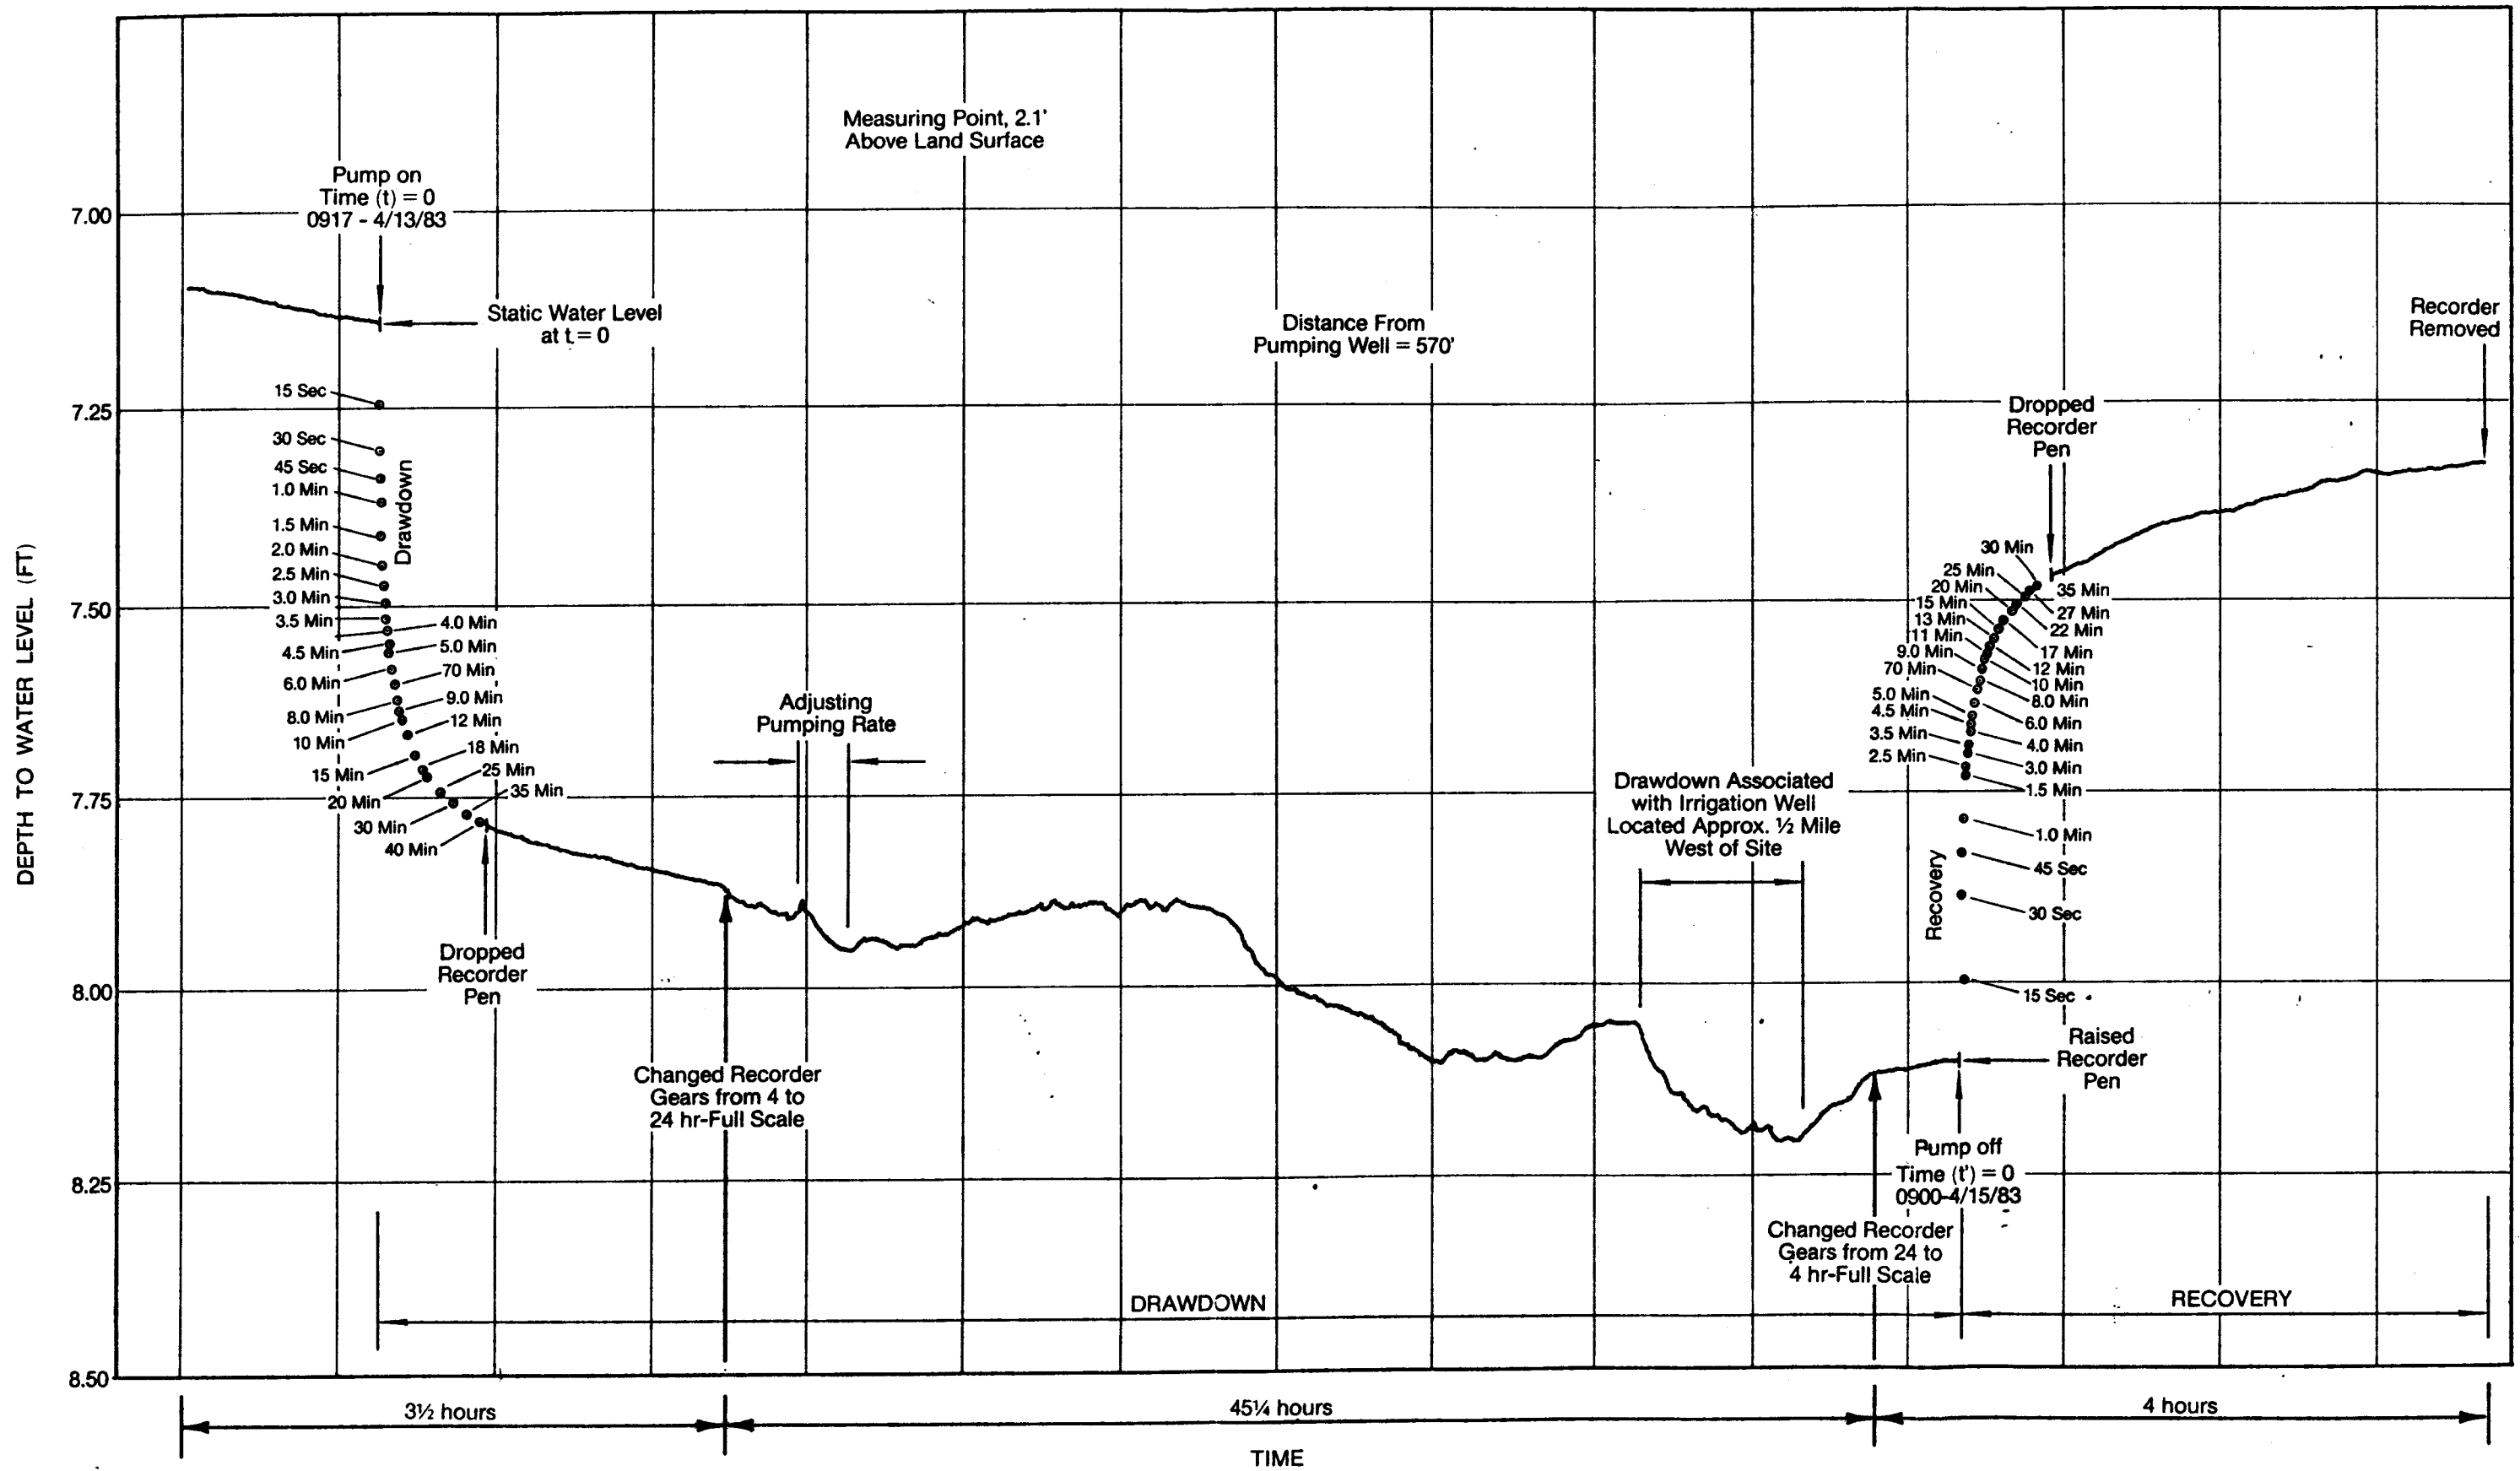 Measuring Point, 2.1'
Above Land Surface
Pump on
Time (t) = 0
0917 - 4/13/83
Static Water Level
at t = 0
Distance From
Pumping Well = 570'
Recorder
Removed
DEPTH TO WATER LEVEL (FT)
7.00
7.25
7.50
7.75
8.00
8.25
8.50
15 Sec
30 Sec
45 Sec
1.0 Min
1.5 Min
2.0 Min
2.5 Min
3.0 Min
3.5 Min
4.0 Min
4.5 Min
5.0 Min
6.0 Min
70 Min
8.0 Min
9.0 Min
10 Min
12 Min
15 Min
18 Min
20 Min
25 Min
30 Min
35 Min
40 Min
Drawdown
Dropped
Recorder
Pen
Changed Recorder
Gears from 4 to
24 hr-Full Scale
Adjusting
Pumping Rate
Drawdown Associated
with Irrigation Well
Located Approx. ½ Mile
West of Site
Dropped
Recorder
Pen
30 Min
25 Min
20 Min
15 Min
13 Min
11 Min
9.0 Min
70 Min
5.0 Min
4.5 Min
3.5 Min
2.5 Min
35 Min
27 Min
22 Min
17 Min
12 Min
10 Min
8.0 Min
6.0 Min
4.0 Min
3.0 Min
1.5 Min
1.0 Min
45 Sec
30 Sec
15 Sec
Recovery
Raised
Recorder
Pen
Pump off
Time (t') = 0
0900-4/15/83
Changed Recorder
Gears from 24 to
4 hr-Full Scale
DRAWDOWN
RECOVERY
3½ hours
45¼ hours
4 hours
TIME